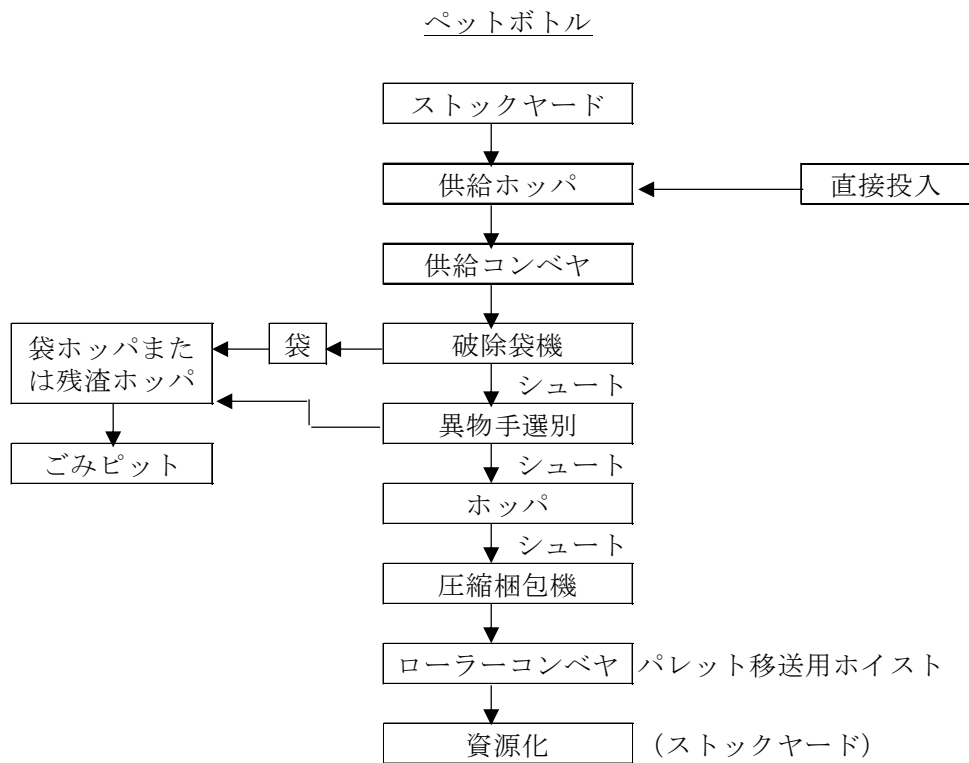 ペットボトル
ストックヤード
供給ホッパ
直接投入
供給コンベヤ
破除袋機
袋
袋ホッパまた
は残渣ホッパ
シュート
異物手選別
ごみピット
シュート
ホッパ
シュート
圧縮梱包機
ローラーコンベヤ
パレット移送用ホイスト
資源化
（ストックヤード）